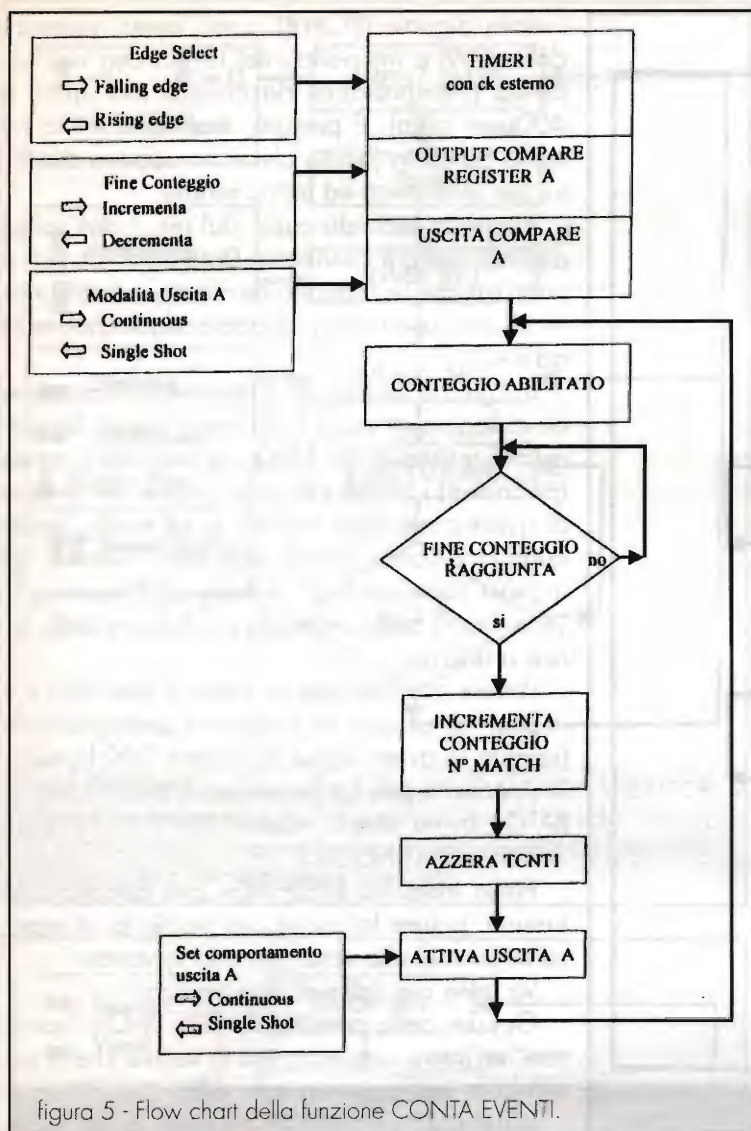 Edge Select
⇨ Falling edge
⇦ Rising edge
TIMER1
con ck esterno
Fine Conteggio
⇨ Incrementa
⇦ Decrementa
OUTPUT COMPARE
REGISTER A
Modalità Uscita A
⇨ Continuous
⇦ Single Shot
USCITA COMPARE
A
CONTEGGIO ABILITATO
FINE CONTEGGIO
RAGGIUNTA
no
si
INCREMENTA
CONTEGGIO
N° MATCH
AZZERA TCNT1
Set comportamento
uscita A
⇨ Continuous
⇦ Single Shot
ATTIVA USCITA A
figura 5 - Flow chart della funzione CONTA EVENTI.